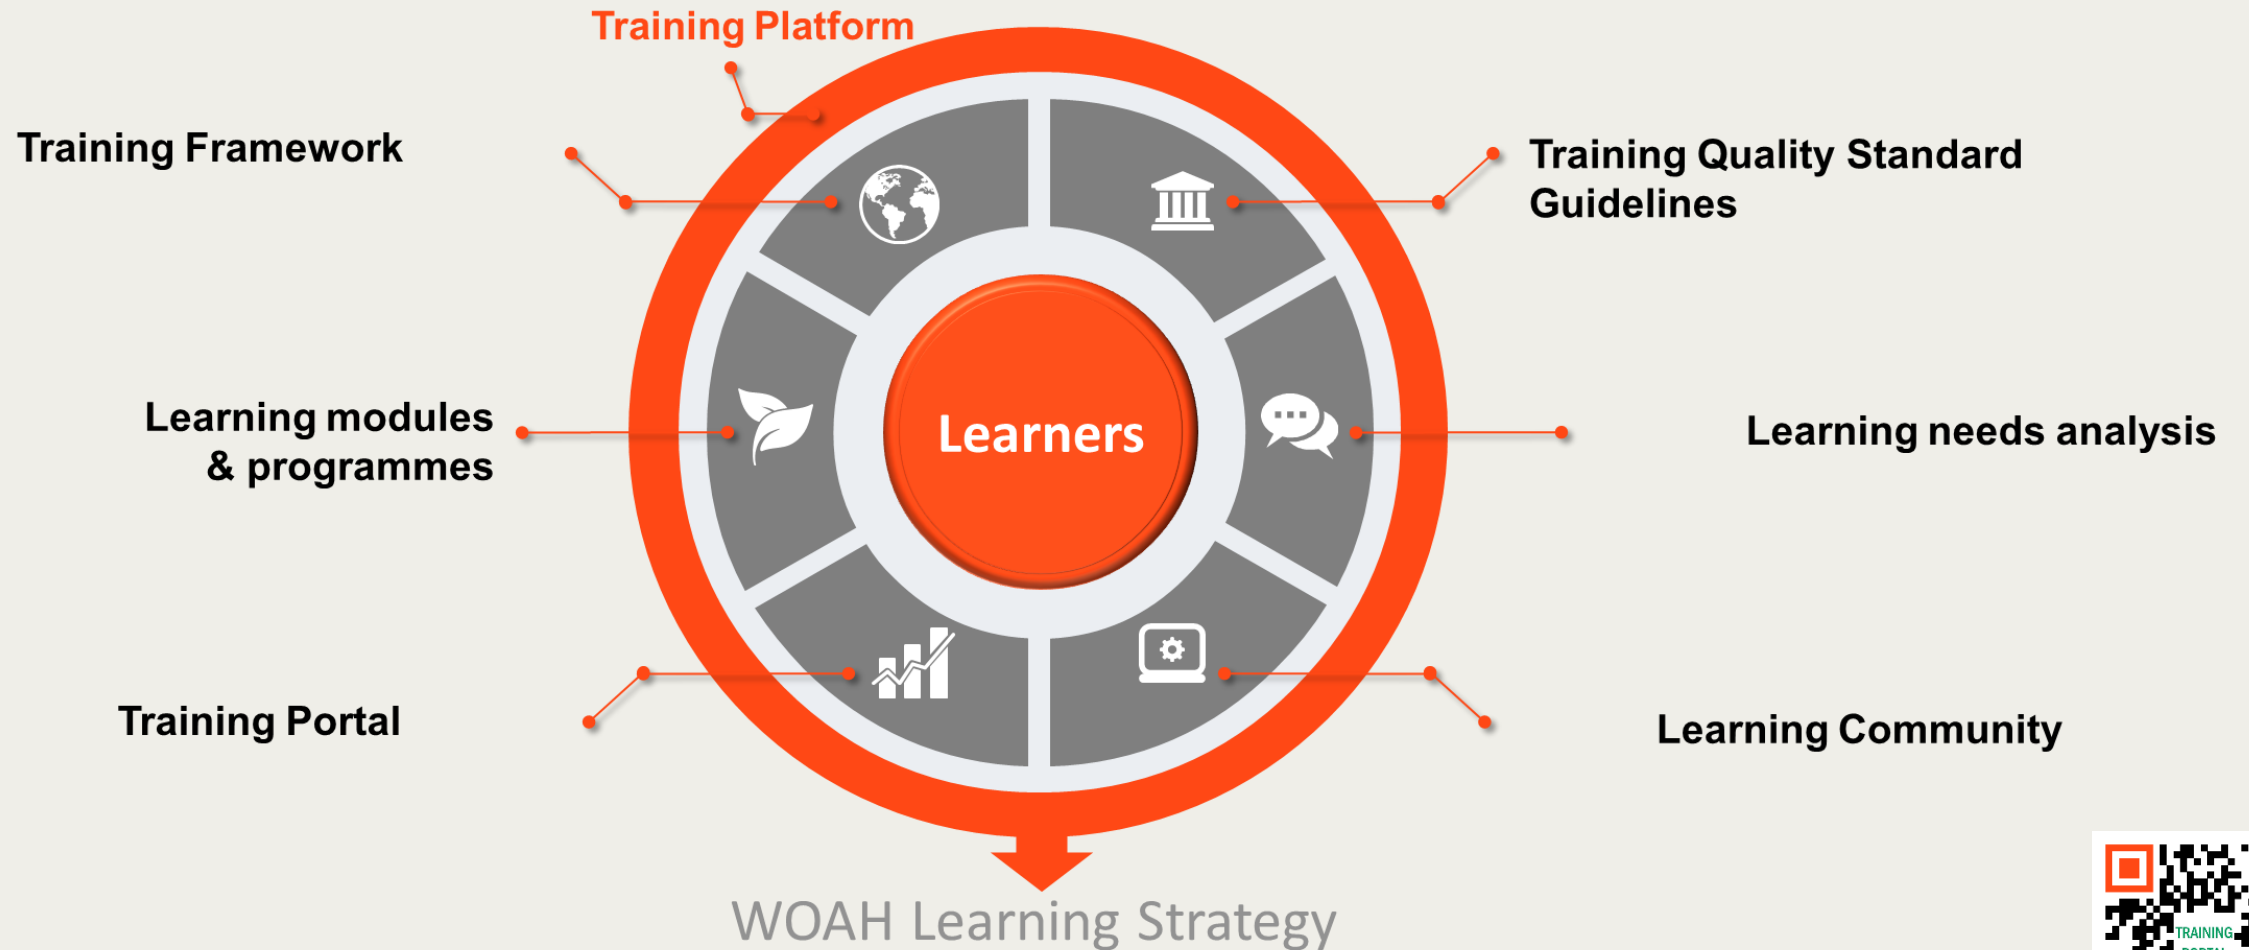 Training Platform
Training Framework
Training Quality Standard
Guidelines
Learning modules
& programmes
Learners
Learning needs analysis
Training Portal
Learning Community
WOAH Learning Strategy
TRAINING
PORTAL